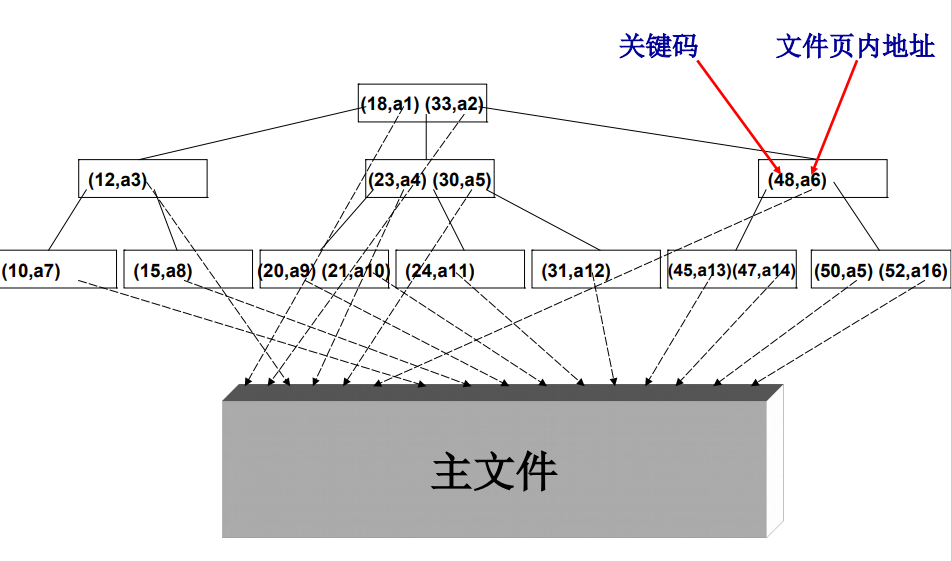 关键码 文件页内地址
(18,a1) (33,a2)
(12,a3) (23,a4) (30,a5) (48,a6)
(10,a7) (15,a8) (20,a9) (21,a10) (24,a11) (31,a12) (45,a13)(47,a14) (50,a5) (52,a16)
主文件